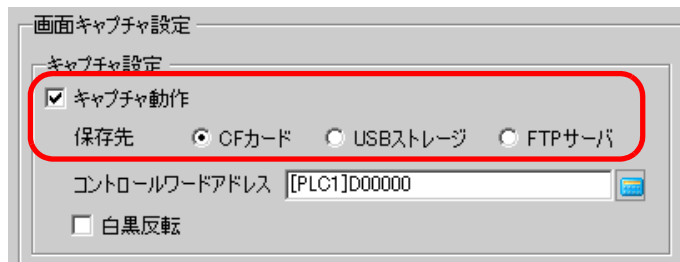 画面キャプチャ設定
キャプチャ設定
キャプチャ動作
保存先 CFカード USBストレージ FTPサーバ
コントロールワードアドレス [PLC1]D00000
白黒反転